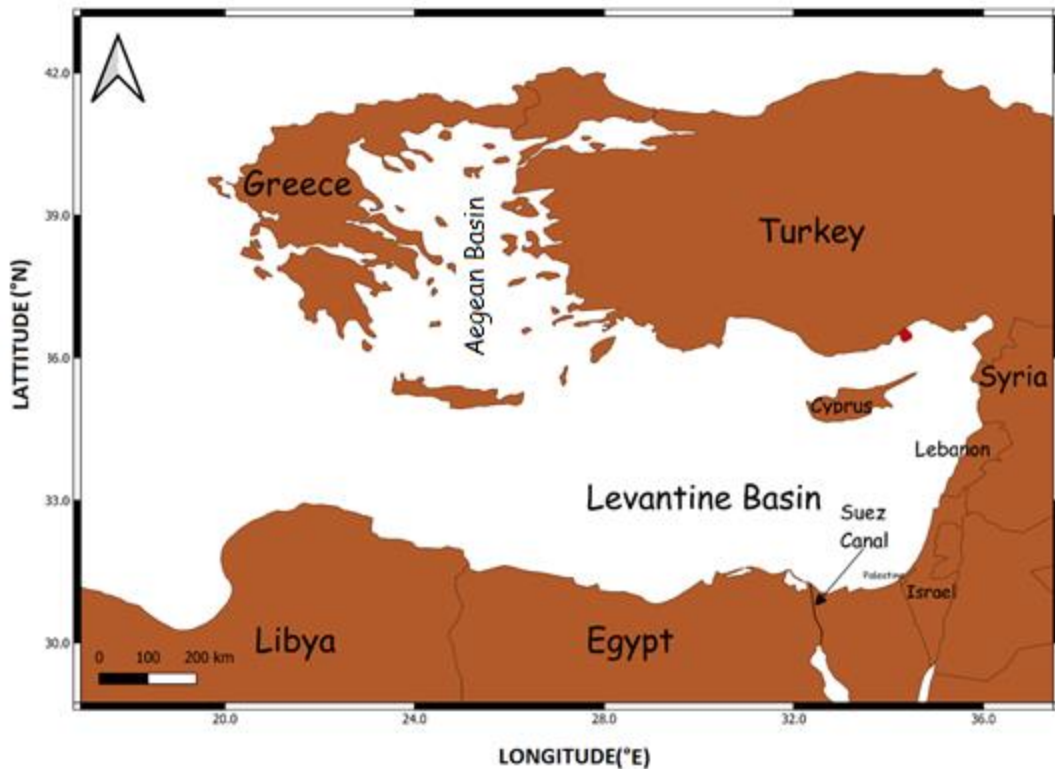 42.0
39.0
36.0
33.0
30.0
LATTITUDE (°N)
Greece
Aegean Basin
Turkey
Syria
Cyprus
Lebanon
Levantine Basin
Suez
Canal
Palestine
Israel
Libya
Egypt
0 100 200 km
20.0 24.0 28.0 32.0 36.0
LONGITUDE(°E)